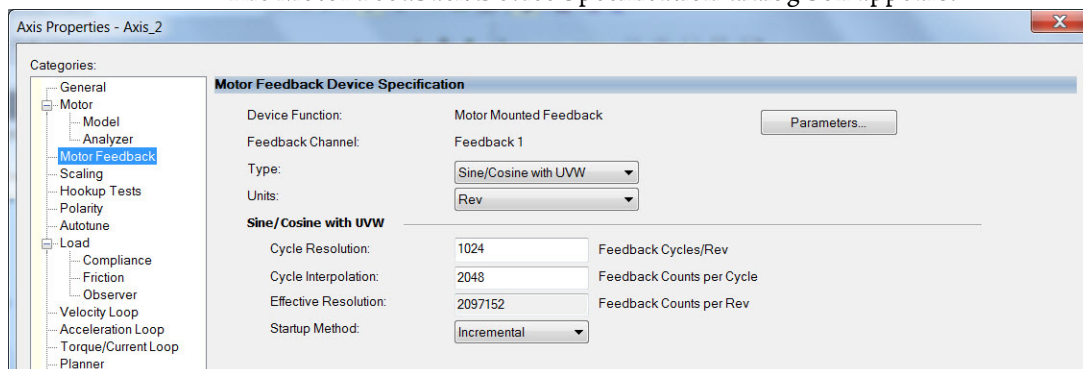 Axis Properties - Axis_2
X
Categories:
General
Motor
Model
Analyzer
Motor Feedback
Scaling
Hookup Tests
Polarity
Autotune
Load
Compliance
Friction
Observer
Velocity Loop
Acceleration Loop
Torque/Current Loop
Planner
Motor Feedback Device Specification
Device Function: Motor Mounted Feedback Parameters...
Feedback Channel: Feedback 1
Type: Sine/Cosine with UVW
Units: Rev
Sine/Cosine with UVW
Cycle Resolution: 1024 Feedback Cycles/Rev
Cycle Interpolation: 2048 Feedback Counts per Cycle
Effective Resolution: 2097152 Feedback Counts per Rev
Startup Method: Incremental